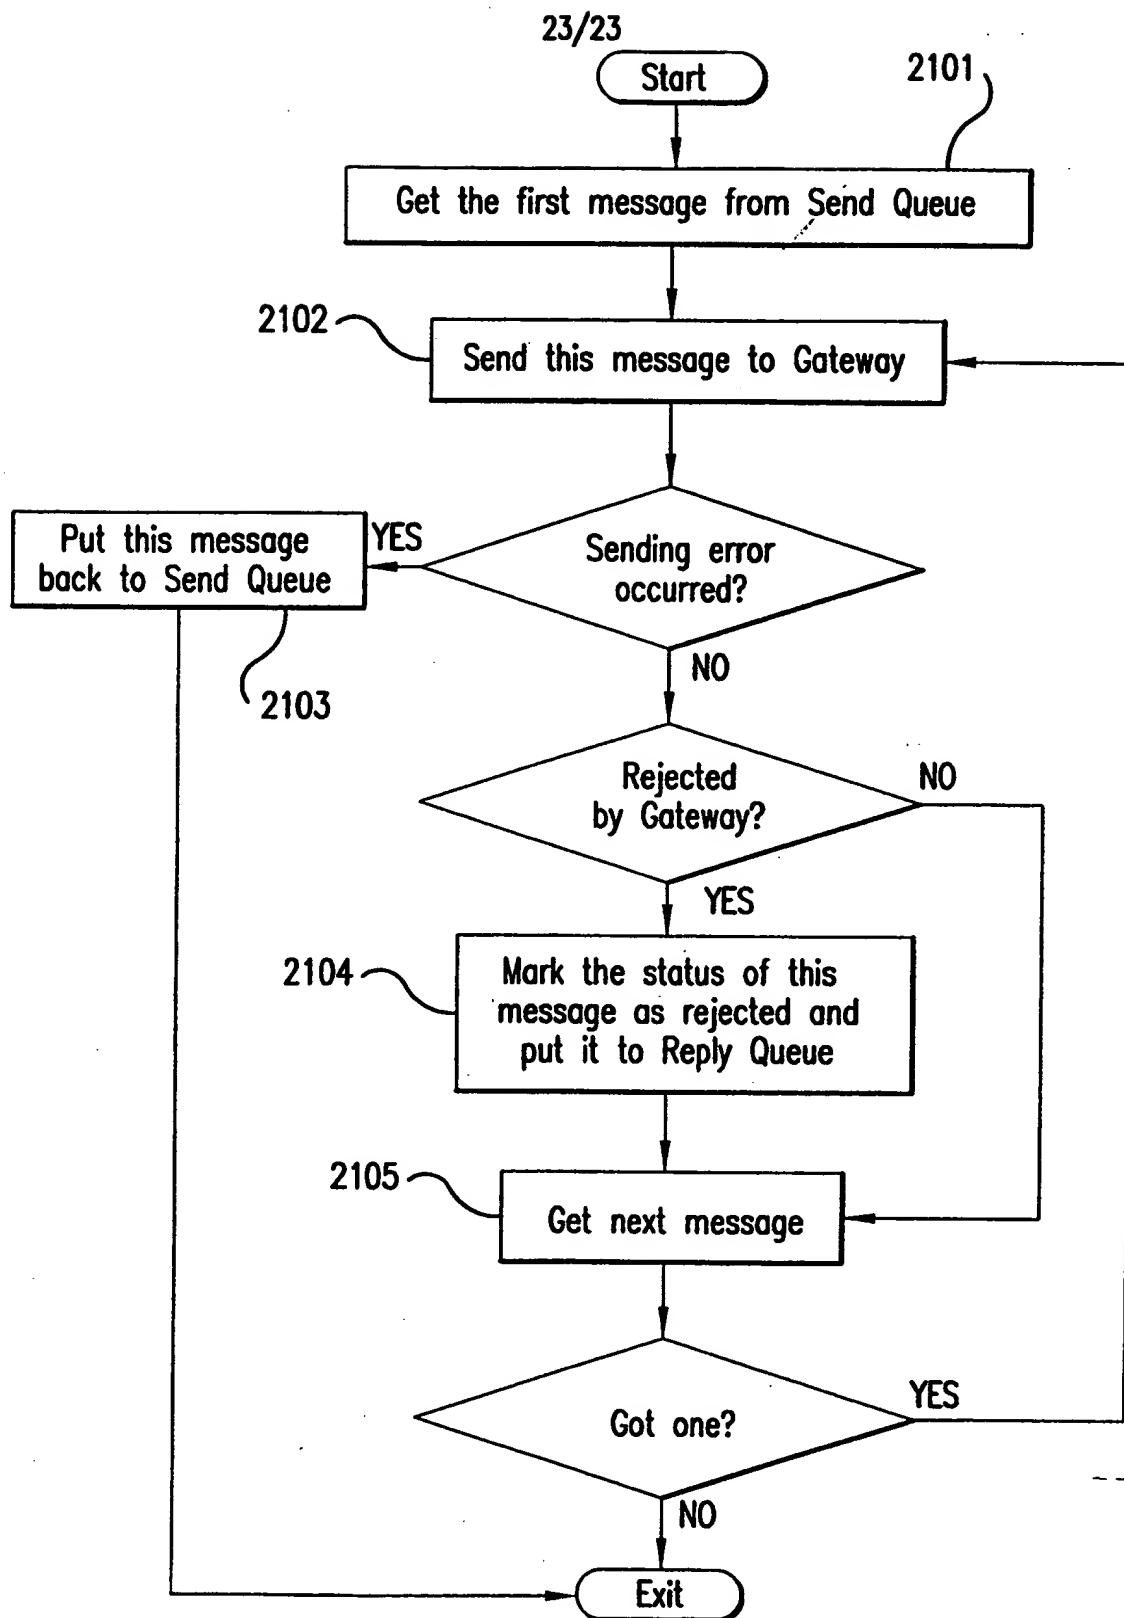 23/23
Start
2101
Get the first message from Send Queue
2102
Send this message to Gateway
Put this message
back to Send Queue
YES
Sending error
occurred?
2103
NO
Rejected
by Gateway?
NO
YES
2104
Mark the status of this
message as rejected and
put it to Reply Queue
2105
Get next message
Got one?
YES
NO
Exit